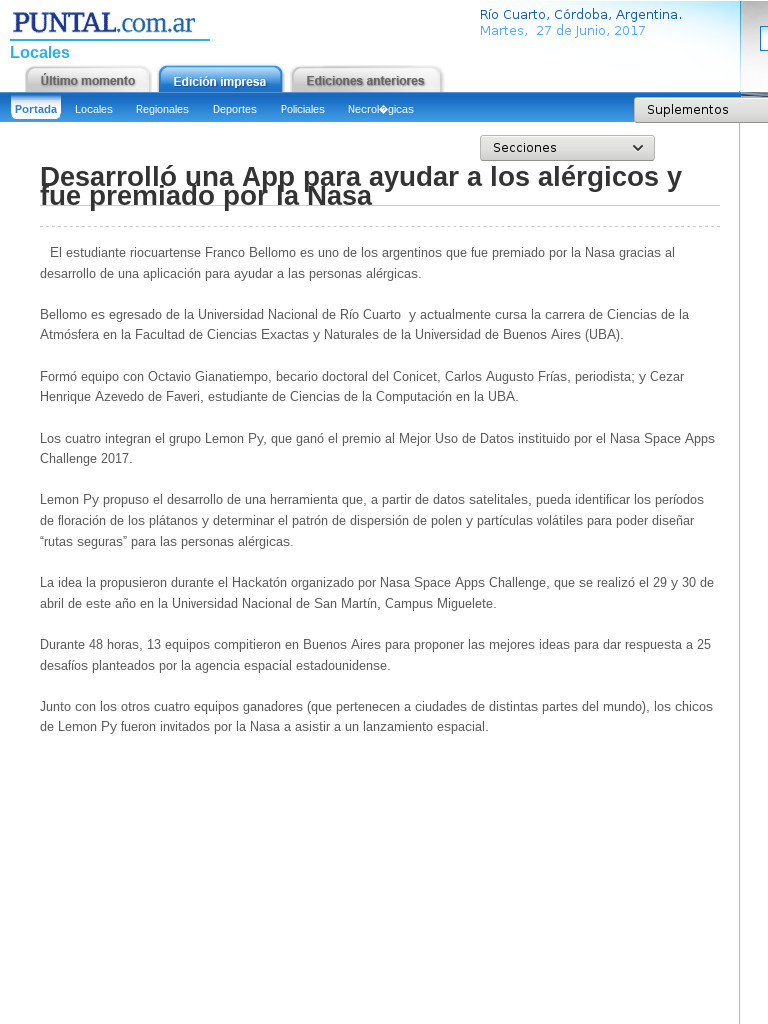 PUNTAL.com.ar
Río Cuarto, Córdoba, Argentina.
Martes, 27 de Junio, 2017
Locales
Último momento
Edición impresa
Ediciones anteriores
Portada
Locales
Regionales
Deportes
Policiales
Necrol�gicas
Suplementos
Secciones
Desarrolló una App para ayudar a los alérgicos y
fue premiado por la Nasa
El estudiante riocuartense Franco Bellomo es uno de los argentinos que fue premiado por la Nasa gracias al
desarrollo de una aplicación para ayudar a las personas alérgicas.
Bellomo es egresado de la Universidad Nacional de Río Cuarto y actualmente cursa la carrera de Ciencias de la
Atmósfera en la Facultad de Ciencias Exactas y Naturales de la Universidad de Buenos Aires (UBA).
Formó equipo con Octavio Gianatiempo, becario doctoral del Conicet, Carlos Augusto Frías, periodista; y Cezar
Henrique Azevedo de Faveri, estudiante de Ciencias de la Computación en la UBA.
Los cuatro integran el grupo Lemon Py, que ganó el premio al Mejor Uso de Datos instituido por el Nasa Space Apps
Challenge 2017.
Lemon Py propuso el desarrollo de una herramienta que, a partir de datos satelitales, pueda identificar los períodos
de floración de los plátanos y determinar el patrón de dispersión de polen y partículas volátiles para poder diseñar
“rutas seguras” para las personas alérgicas.
La idea la propusieron durante el Hackatón organizado por Nasa Space Apps Challenge, que se realizó el 29 y 30 de
abril de este año en la Universidad Nacional de San Martín, Campus Miguelete.
Durante 48 horas, 13 equipos compitieron en Buenos Aires para proponer las mejores ideas para dar respuesta a 25
desafíos planteados por la agencia espacial estadounidense.
Junto con los otros cuatro equipos ganadores (que pertenecen a ciudades de distintas partes del mundo), los chicos
de Lemon Py fueron invitados por la Nasa a asistir a un lanzamiento espacial.